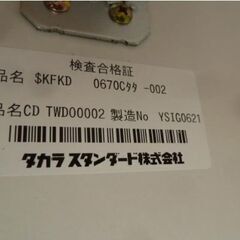 検査合格証
品名 $KFKD 0670Cタタ -002
品名CD TWD00002 製造No YSIG0621
タカラスタンダード株式会社